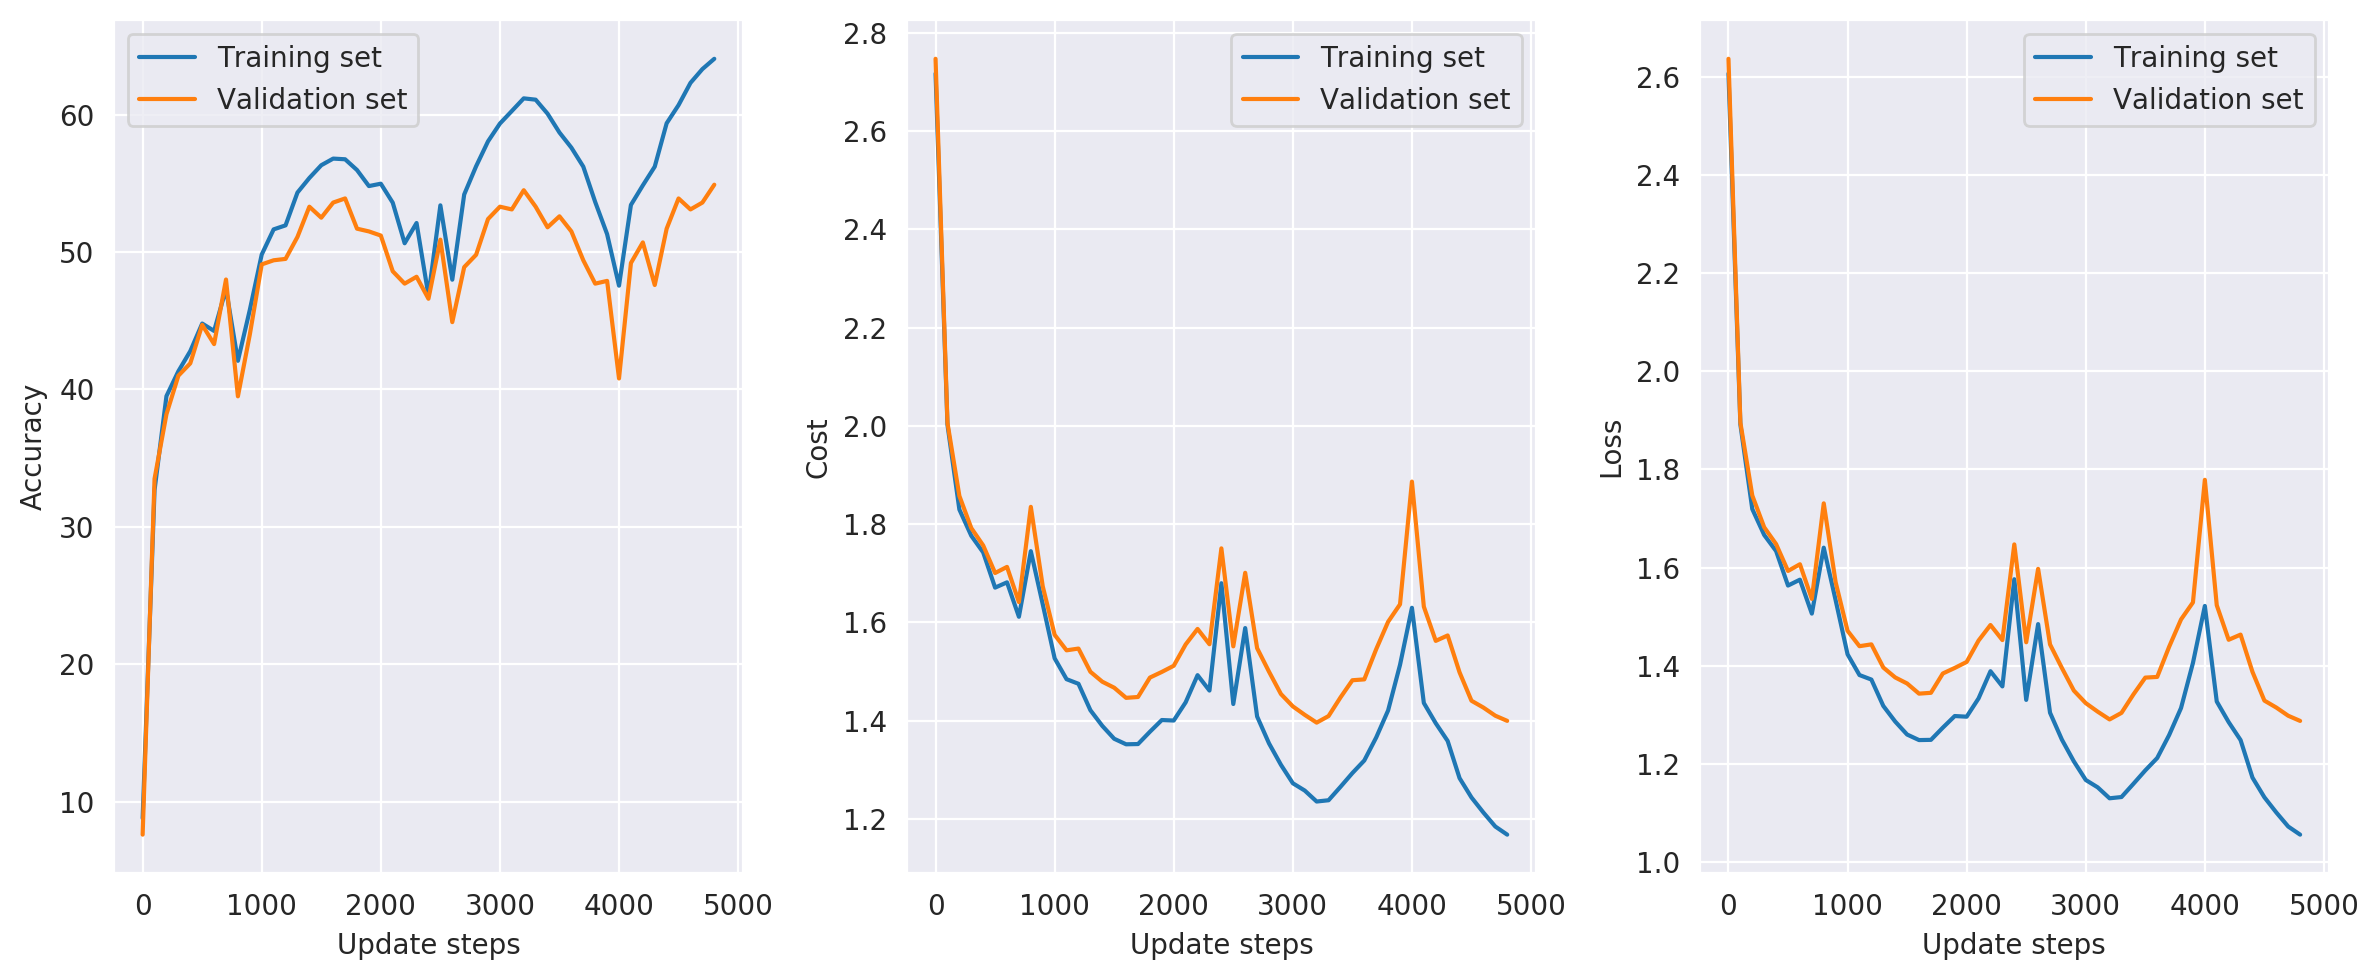 Training set
Validation set
Accuracy
60
50
40
30
20
10
0 1000 2000 3000 4000 5000
Update steps
Training set
Validation set
Cost
2.8
2.6
2.4
2.2
2.0
1.8
1.6
1.4
1.2
0 1000 2000 3000 4000 5000
Update steps
Training set
Validation set
Loss
2.6
2.4
2.2
2.0
1.8
1.6
1.4
1.2
1.0
0 1000 2000 3000 4000 5000
Update steps